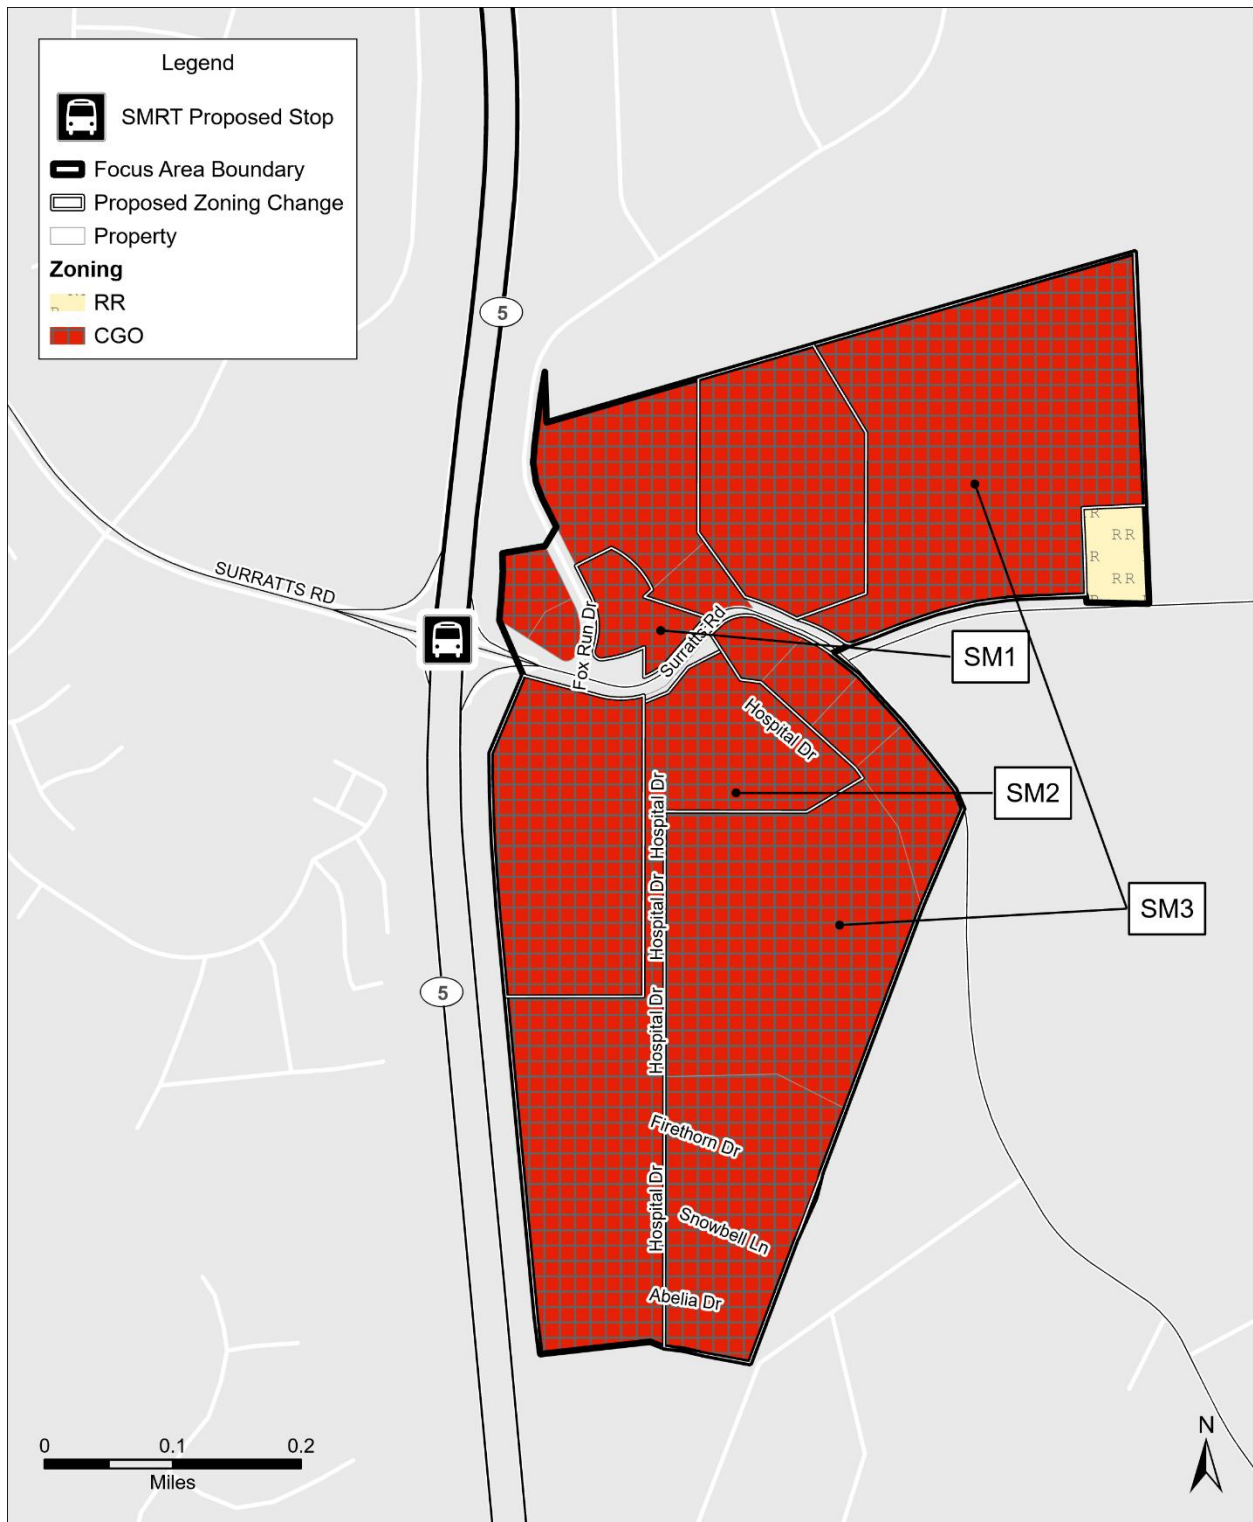 Legend
SMRT Proposed Stop
Focus Area Boundary
Proposed Zoning Change
Property
Zoning
RR
CGO
5
SURRATTS RD
R
RR
R
RR
Fox Run Dr
Surratts Rd
SM1
Hospital Dr
Hospital Dr
SM2
Hospital Dr
SM3
5
Hospital Dr
Firethorn Dr
Hospital Dr
Snowbell Ln
Abelia Dr
0 0.1 0.2
Miles
N